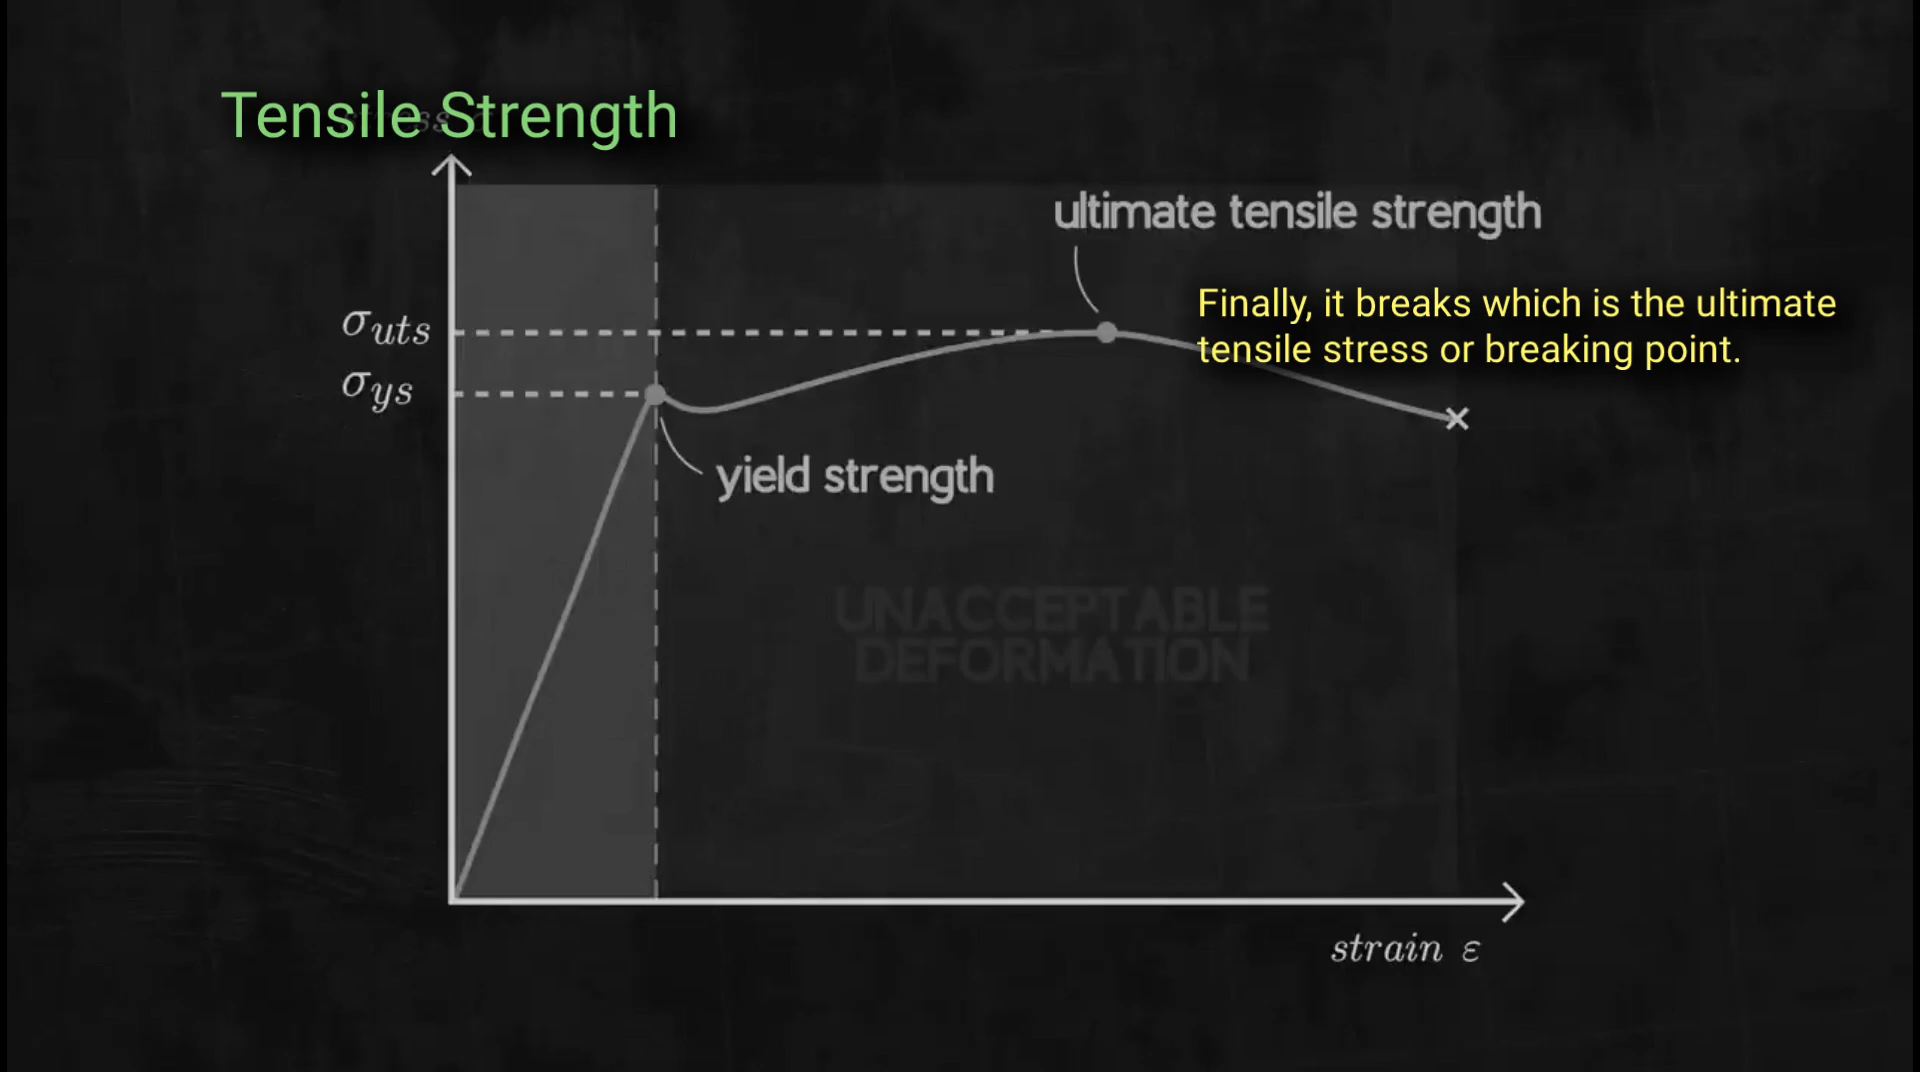 Tensile Strength
ultimate tensile strength
Finally, it breaks which is the ultimate
tensile stress or breaking point.
σuts
σys
yield strength
UNACCEPTABLE
DEFORMATION
strain ε